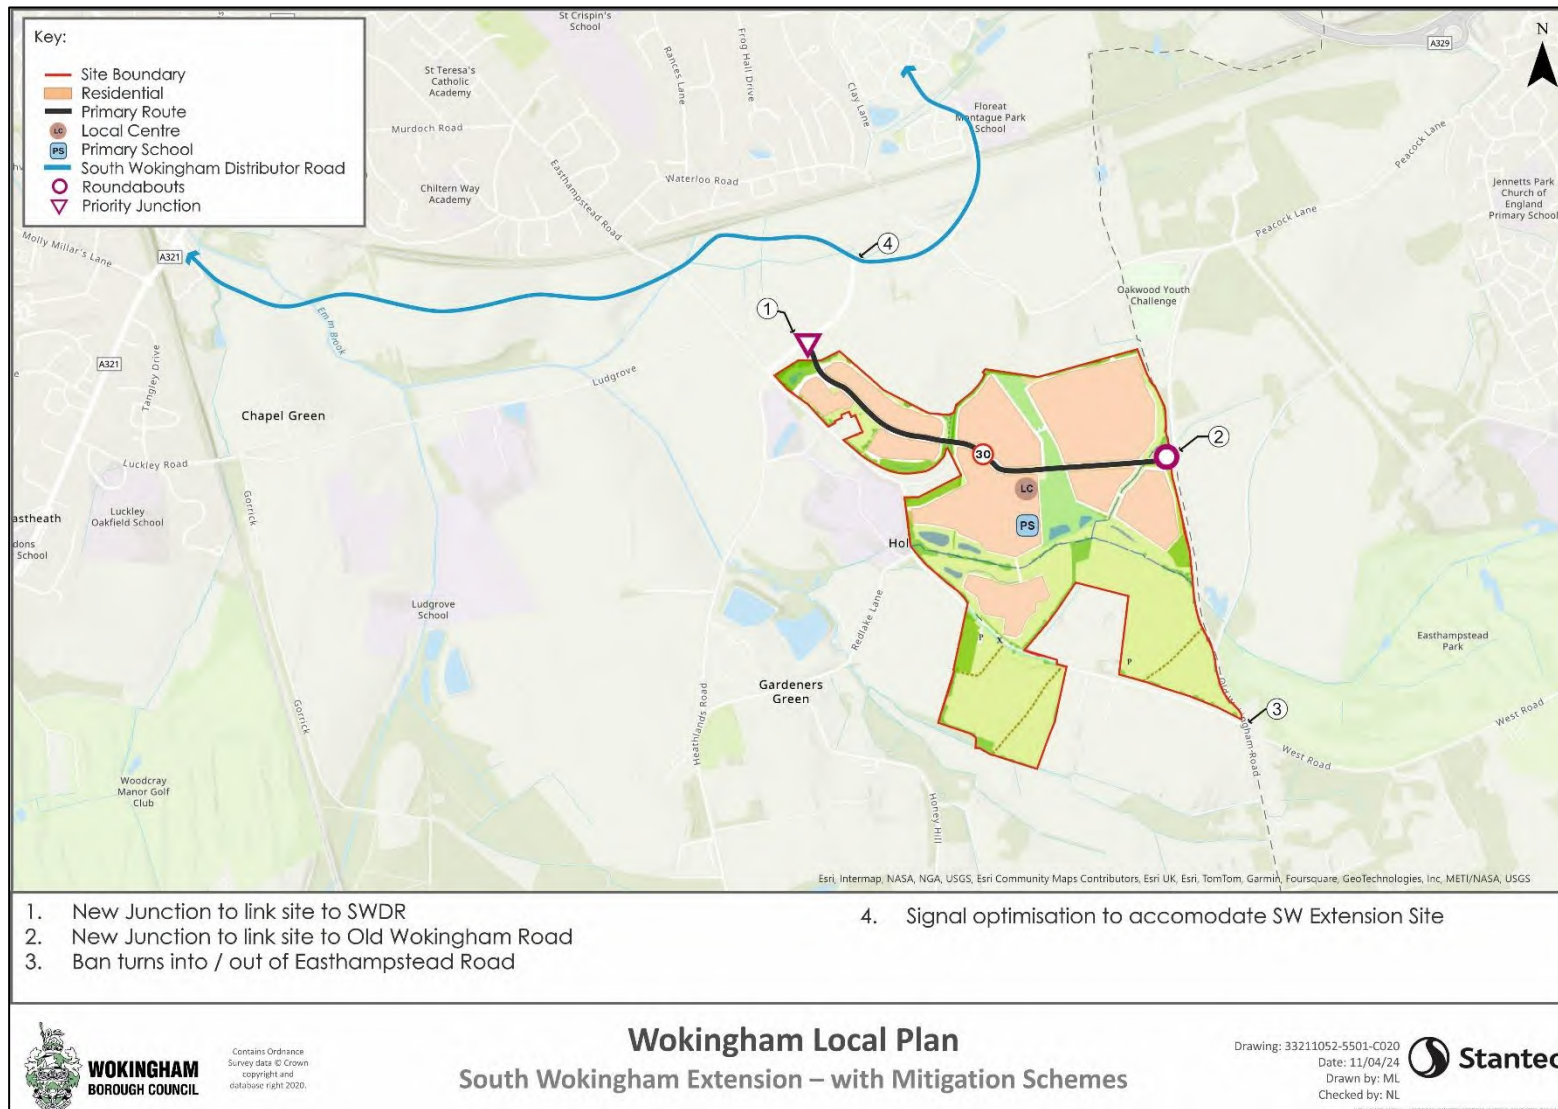 Key:
Site Boundary
Residential
Primary Route
LC Local Centre
PS Primary School
South Wokingham Distributor Road
Roundabouts
Priority Junction
St Crispin's
School
St Teresa's
Catholic
Academy
Rances Lane
Frog Hall Drive
Clay Lane
Floreat
Montague Park
School
A329
N
Murdoch Road
Peacock Lane
Easthampstead Road
Waterloo Road
Chiltern Way
Academy
Jennetts Park
Church of
England
Primary School
Molly Millar's Lane
A321
4
Peacock Lane
Oakwood Youth
Challenge
Emm Brook
1
A321
Tangley Drive
Ludgrove
Chapel Green
2
30
Luckley Road
LC
Gorrick
astheath
Luckley
Oakfield School
dons
School
PS
Hol
Ludgrove
School
Redlake Lane
P
X
P
Easthampstead
Park
Gardeners
Green
Heathlands Road
Gorrick
3
West Road
West Road
Woodcray
Manor Golf
Club
Honey Hill
Esri, Intermap, NASA, NGA, USGS, Esri Community Maps Contributors, Esri UK, Esri, TomTom, Garmin, Foursquare, GeoTechnologies, Inc, METI/NASA, USGS
1. New Junction to link site to SWDR
2. New Junction to link site to Old Wokingham Road
3. Ban turns into / out of Easthampstead Road
4. Signal optimisation to accomodate SW Extension Site
WOKINGHAM
BOROUGH COUNCIL
Contains Ordnance
Survey data © Crown
copyright and
database right 2020.
Wokingham Local Plan
South Wokingham Extension – with Mitigation Schemes
Drawing: 33211052-5501-C020
Date: 11/04/24
Drawn by: ML
Checked by: NL
Stantec